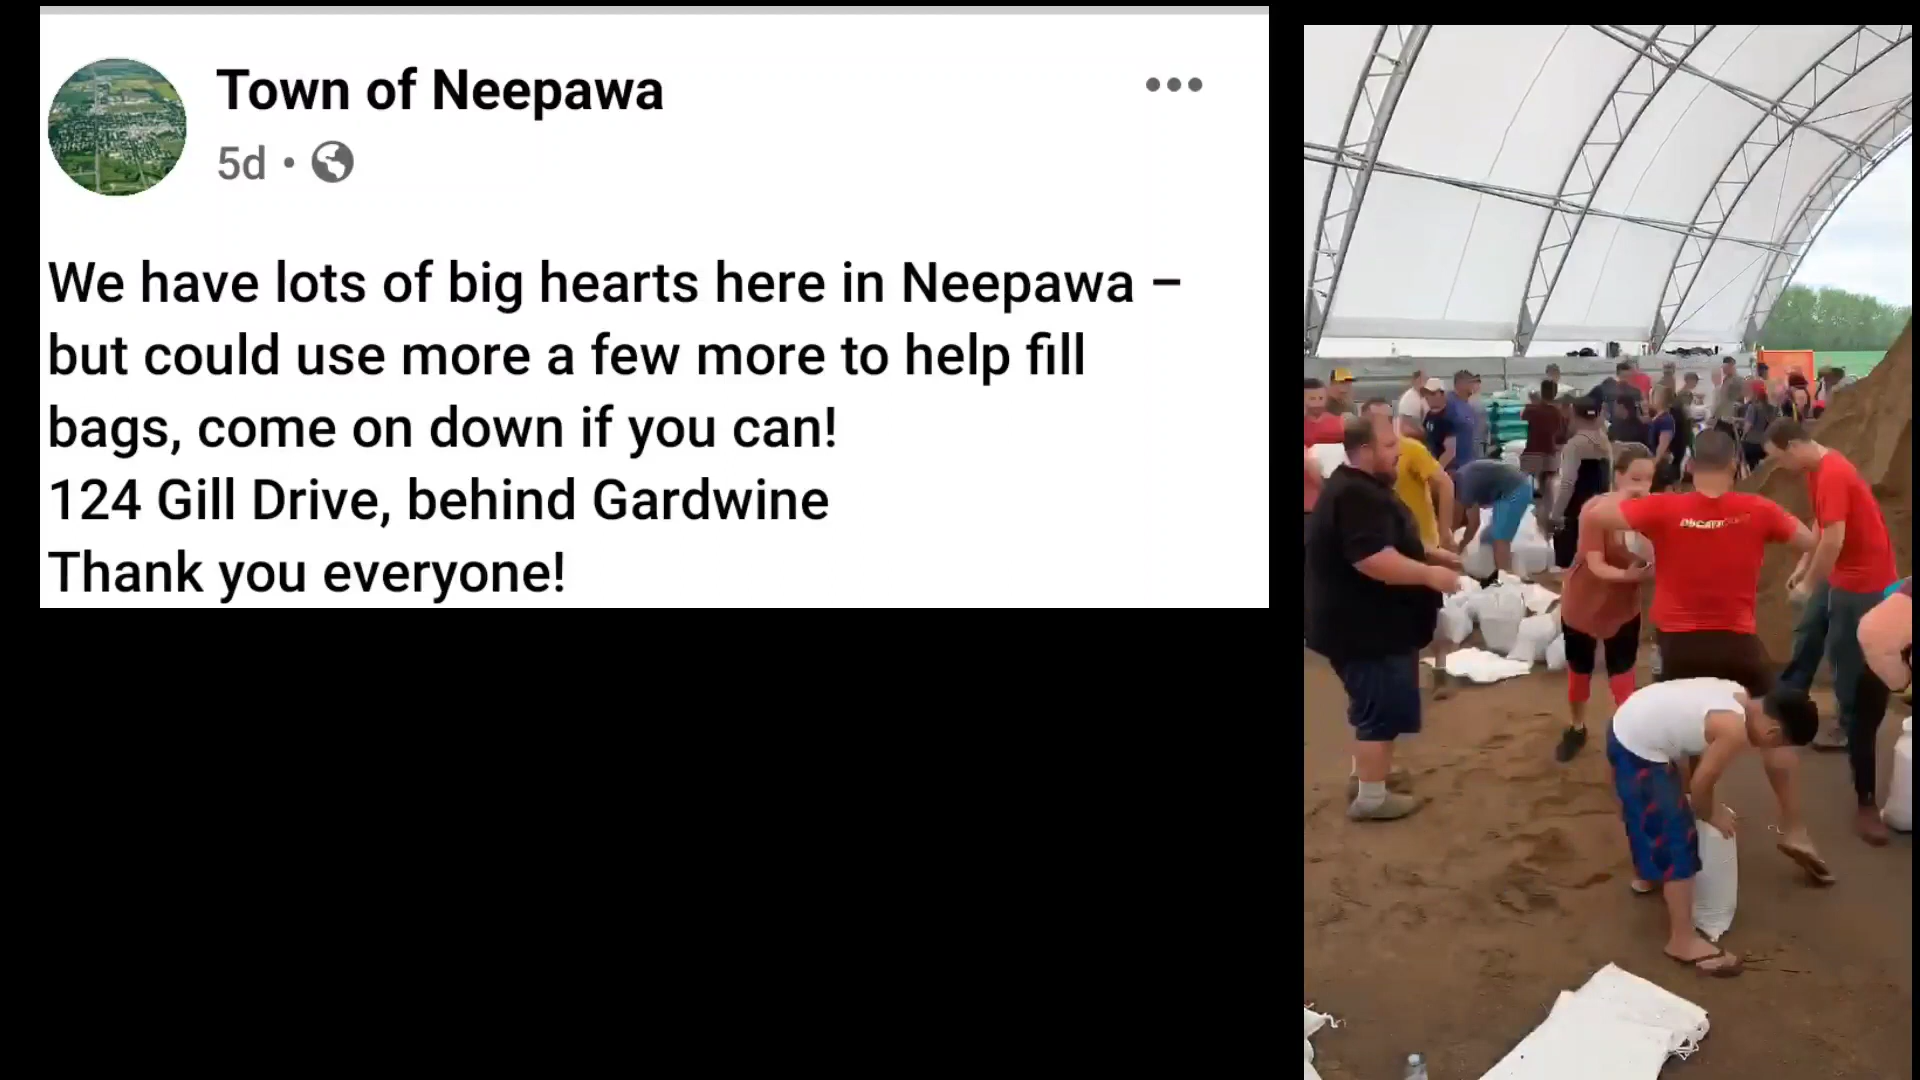 Town of Neepawa
5d •
We have lots of big hearts here in Neepawa –
but could use more a few more to help fill
bags, come on down if you can!
124 Gill Drive, behind Gardwine
Thank you everyone!